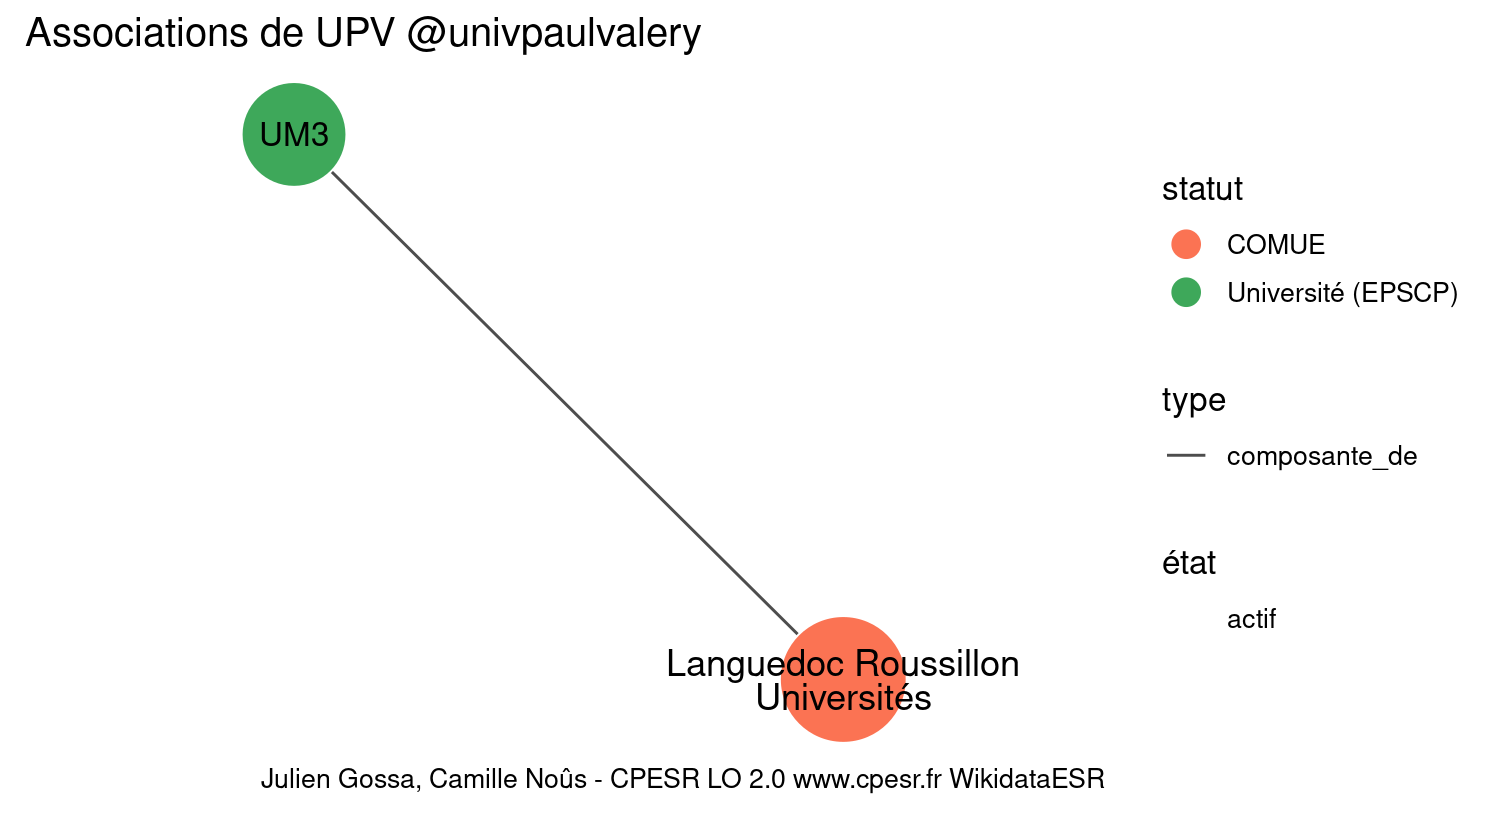 Associations de UPV @univpaulvalery
UM3
Languedoc Roussillon
Universités
statut
COMUE
Université (EPSCP)
type
composante_de
état
actif
Julien Gossa, Camille Noûs - CPESR LO 2.0 www.cpesr.fr WikidataESR